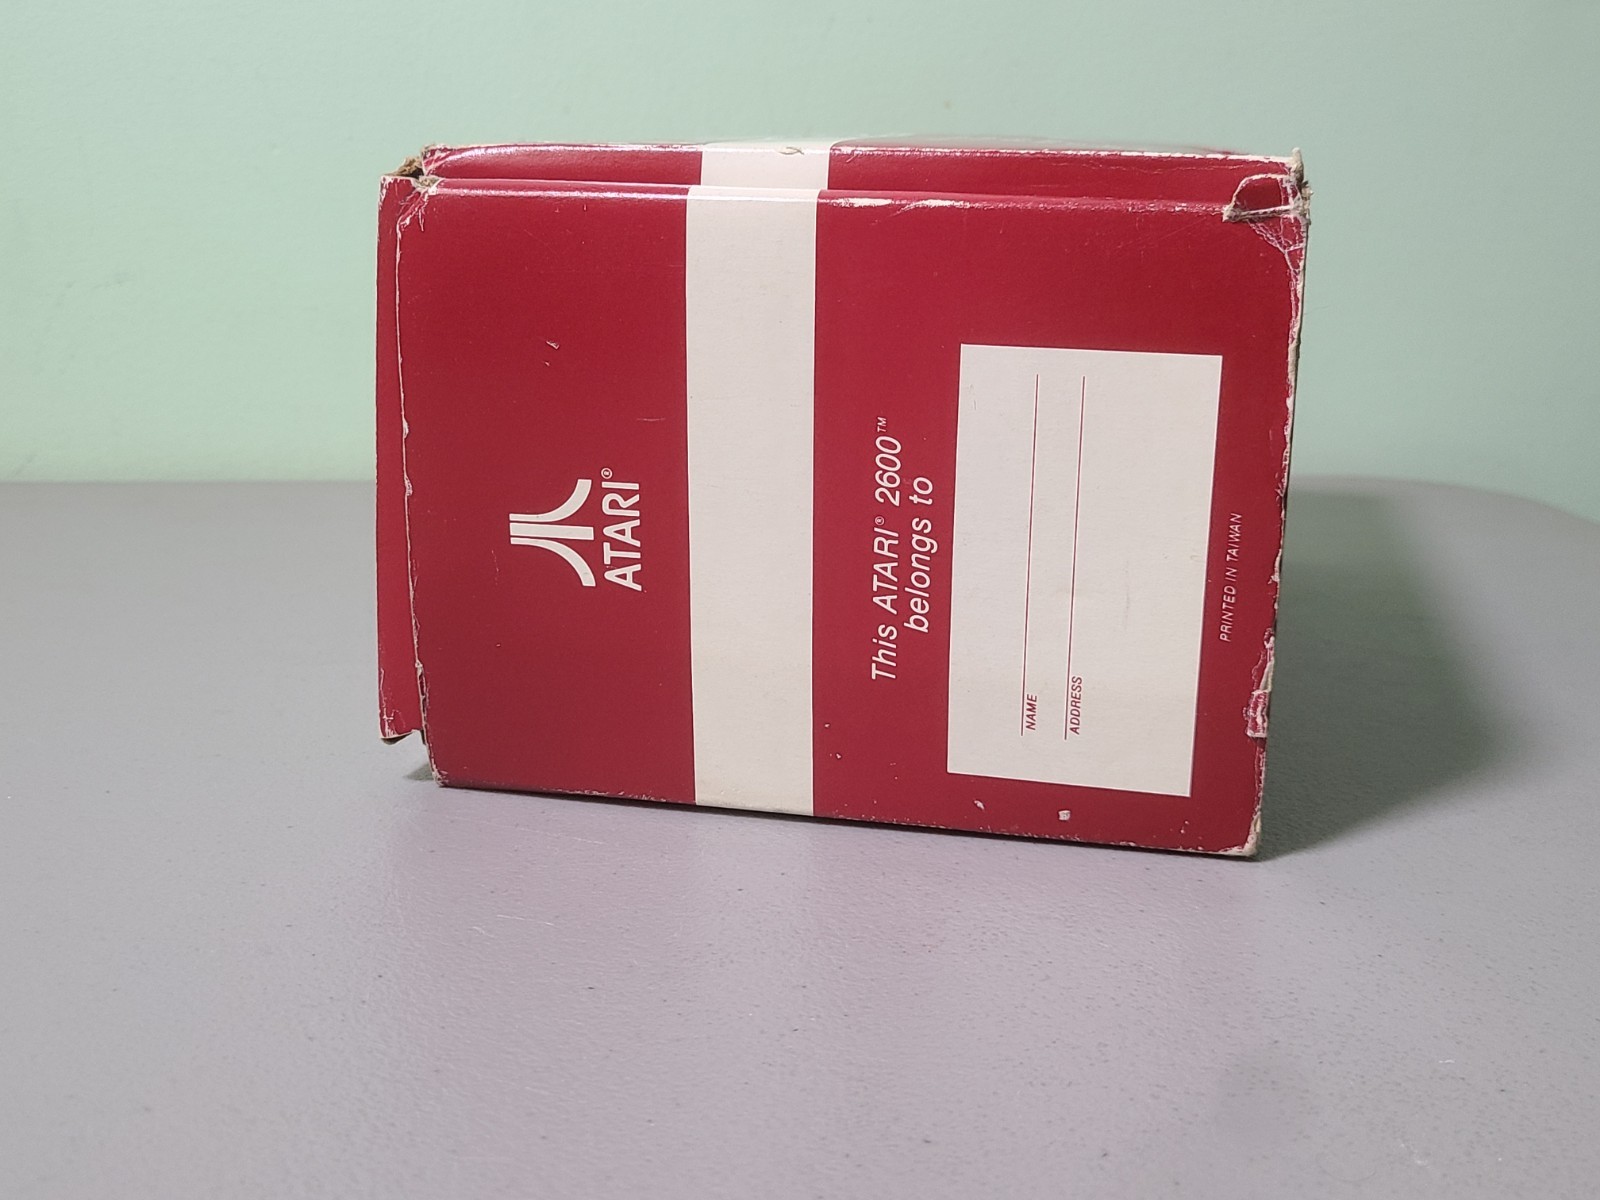 ATARI®
This ATARI® 2600™
belongs to
NAME
ADDRESS
PRINTED IN TAIWAN